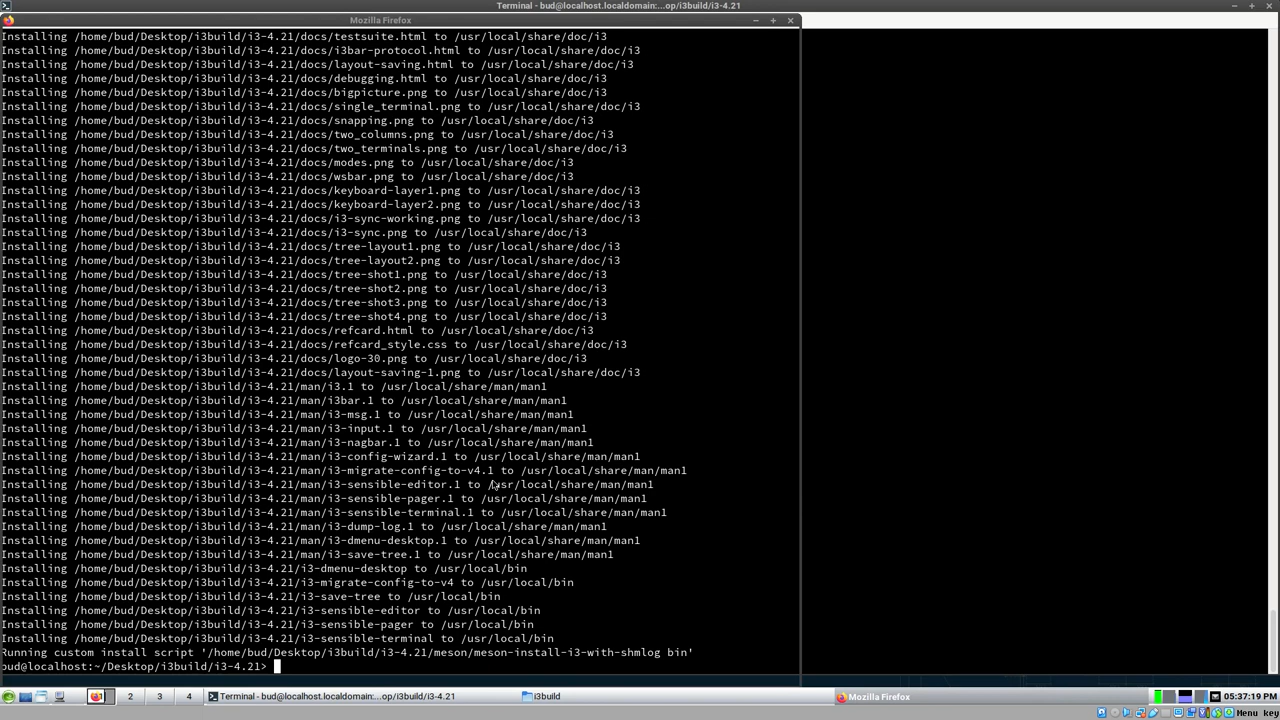 Terminal - bud@localhost.localdomain:...op/i3build/i3-4.21
Mozilla Firefox
Installing /home/bud/Desktop/i3build/i3-4.21/docs/testsuite.html to /usr/local/share/doc/i3
Installing /home/bud/Desktop/i3build/i3-4.21/docs/i3bar-protocol.html to /usr/local/share/doc/i3
Installing /home/bud/Desktop/i3build/i3-4.21/docs/layout-saving.html to /usr/local/share/doc/i3
Installing /home/bud/Desktop/i3build/i3-4.21/docs/debugging.html to /usr/local/share/doc/i3
Installing /home/bud/Desktop/i3build/i3-4.21/docs/bigpicture.png to /usr/local/share/doc/i3
Installing /home/bud/Desktop/i3build/i3-4.21/docs/single_terminal.png to /usr/local/share/doc/i3
Installing /home/bud/Desktop/i3build/i3-4.21/docs/snapping.png to /usr/local/share/doc/i3
Installing /home/bud/Desktop/i3build/i3-4.21/docs/two_columns.png to /usr/local/share/doc/i3
Installing /home/bud/Desktop/i3build/i3-4.21/docs/two_terminals.png to /usr/local/share/doc/i3
Installing /home/bud/Desktop/i3build/i3-4.21/docs/modes.png to /usr/local/share/doc/i3
Installing /home/bud/Desktop/i3build/i3-4.21/docs/wsbar.png to /usr/local/share/doc/i3
Installing /home/bud/Desktop/i3build/i3-4.21/docs/keyboard-layer1.png to /usr/local/share/doc/i3
Installing /home/bud/Desktop/i3build/i3-4.21/docs/keyboard-layer2.png to /usr/local/share/doc/i3
Installing /home/bud/Desktop/i3build/i3-4.21/docs/i3-sync-working.png to /usr/local/share/doc/i3
Installing /home/bud/Desktop/i3build/i3-4.21/docs/i3-sync.png to /usr/local/share/doc/i3
Installing /home/bud/Desktop/i3build/i3-4.21/docs/tree-layout1.png to /usr/local/share/doc/i3
Installing /home/bud/Desktop/i3build/i3-4.21/docs/tree-layout2.png to /usr/local/share/doc/i3
Installing /home/bud/Desktop/i3build/i3-4.21/docs/tree-shot1.png to /usr/local/share/doc/i3
Installing /home/bud/Desktop/i3build/i3-4.21/docs/tree-shot2.png to /usr/local/share/doc/i3
Installing /home/bud/Desktop/i3build/i3-4.21/docs/tree-shot3.png to /usr/local/share/doc/i3
Installing /home/bud/Desktop/i3build/i3-4.21/docs/tree-shot4.png to /usr/local/share/doc/i3
Installing /home/bud/Desktop/i3build/i3-4.21/docs/refcard.html to /usr/local/share/doc/i3
Installing /home/bud/Desktop/i3build/i3-4.21/docs/refcard_style.css to /usr/local/share/doc/i3
Installing /home/bud/Desktop/i3build/i3-4.21/docs/logo-30.png to /usr/local/share/doc/i3
Installing /home/bud/Desktop/i3build/i3-4.21/docs/layout-saving-1.png to /usr/local/share/doc/i3
Installing /home/bud/Desktop/i3build/i3-4.21/man/i3.1 to /usr/local/share/man/man1
Installing /home/bud/Desktop/i3build/i3-4.21/man/i3bar.1 to /usr/local/share/man/man1
Installing /home/bud/Desktop/i3build/i3-4.21/man/i3-msg.1 to /usr/local/share/man/man1
Installing /home/bud/Desktop/i3build/i3-4.21/man/i3-input.1 to /usr/local/share/man/man1
Installing /home/bud/Desktop/i3build/i3-4.21/man/i3-nagbar.1 to /usr/local/share/man/man1
Installing /home/bud/Desktop/i3build/i3-4.21/man/i3-config-wizard.1 to /usr/local/share/man/man1
Installing /home/bud/Desktop/i3build/i3-4.21/man/i3-migrate-config-to-v4.1 to /usr/local/share/man/man1
Installing /home/bud/Desktop/i3build/i3-4.21/man/i3-sensible-editor.1 to /usr/local/share/man/man1
Installing /home/bud/Desktop/i3build/i3-4.21/man/i3-sensible-pager.1 to /usr/local/share/man/man1
Installing /home/bud/Desktop/i3build/i3-4.21/man/i3-sensible-terminal.1 to /usr/local/share/man/man1
Installing /home/bud/Desktop/i3build/i3-4.21/man/i3-dump-log.1 to /usr/local/share/man/man1
Installing /home/bud/Desktop/i3build/i3-4.21/man/i3-dmenu-desktop.1 to /usr/local/share/man/man1
Installing /home/bud/Desktop/i3build/i3-4.21/man/i3-save-tree.1 to /usr/local/share/man/man1
Installing /home/bud/Desktop/i3build/i3-4.21/i3-dmenu-desktop to /usr/local/bin
Installing /home/bud/Desktop/i3build/i3-4.21/i3-migrate-config-to-v4 to /usr/local/bin
Installing /home/bud/Desktop/i3build/i3-4.21/i3-save-tree to /usr/local/bin
Installing /home/bud/Desktop/i3build/i3-4.21/i3-sensible-editor to /usr/local/bin
Installing /home/bud/Desktop/i3build/i3-4.21/i3-sensible-pager to /usr/local/bin
Installing /home/bud/Desktop/i3build/i3-4.21/i3-sensible-terminal to /usr/local/bin
Running custom install script '/home/bud/Desktop/i3build/i3-4.21/meson/meson-install-i3-with-shmlog bin'
bud@localhost:~/Desktop/i3build/i3-4.21>
2 3 4 Terminal - bud@localhost.localdomain:...op/i3build/i3-4.21 i3build Mozilla Firefox 05:37:19 PM
Menu key